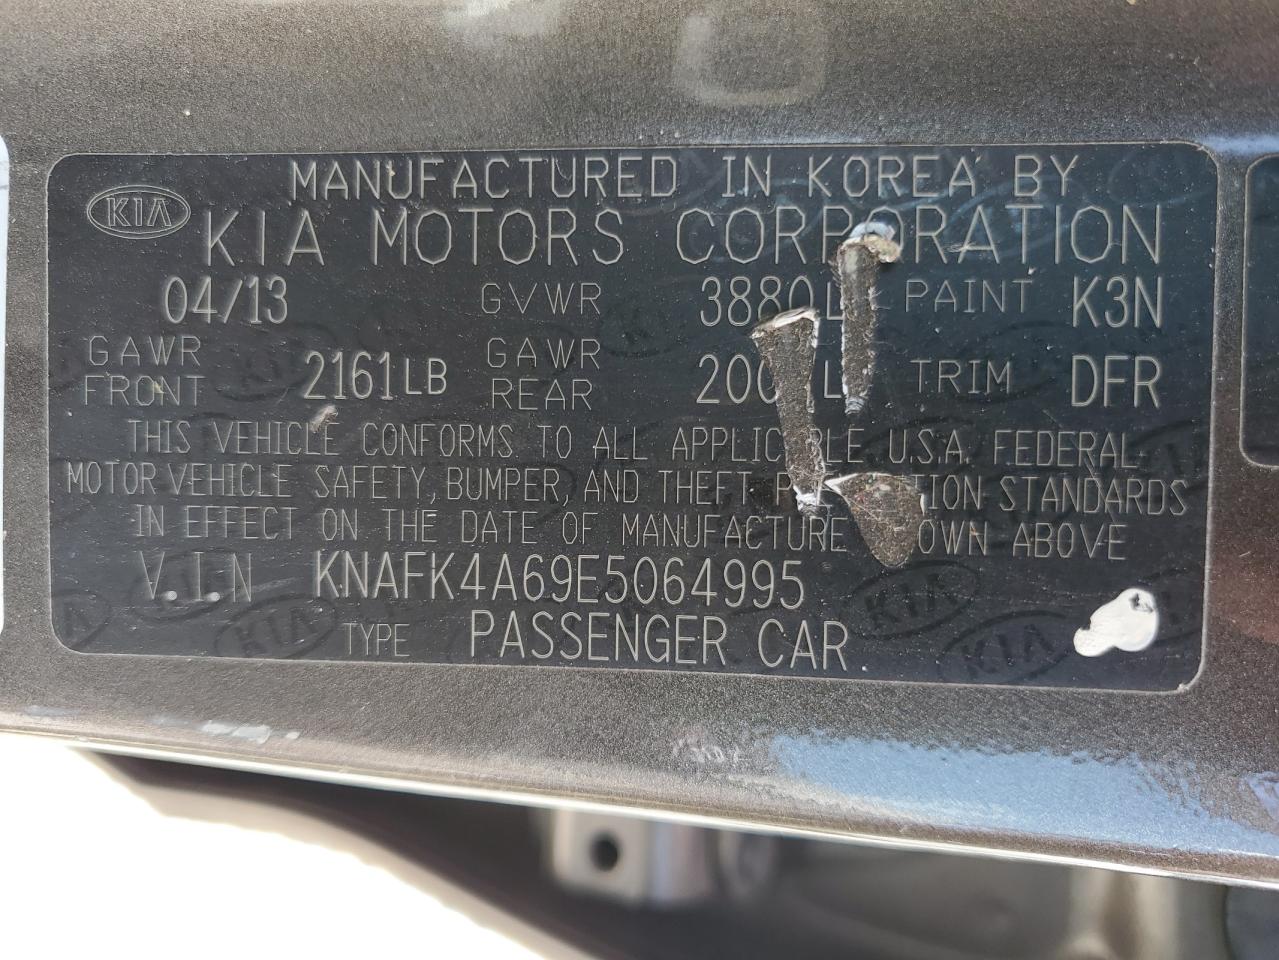 MANUFACTURED IN KOREA BY
KIA KIA MOTORS CORPORATION
04/13 GVWR PAINT K3N
GAWR FRONT 2161LB GAWR REAR TRIM DFR
THIS VEHICLE CONFORMS TO ALL U.S.A. FEDERAL
MOTOR VEHICLE SAFETY, BUMPER, AND THEFT STANDARDS
IN EFFECT ON THE DATE OF MANUFACTURE ABOVE
V.I.N KNAFK4A69E5064995
TYPE PASSENGER CAR